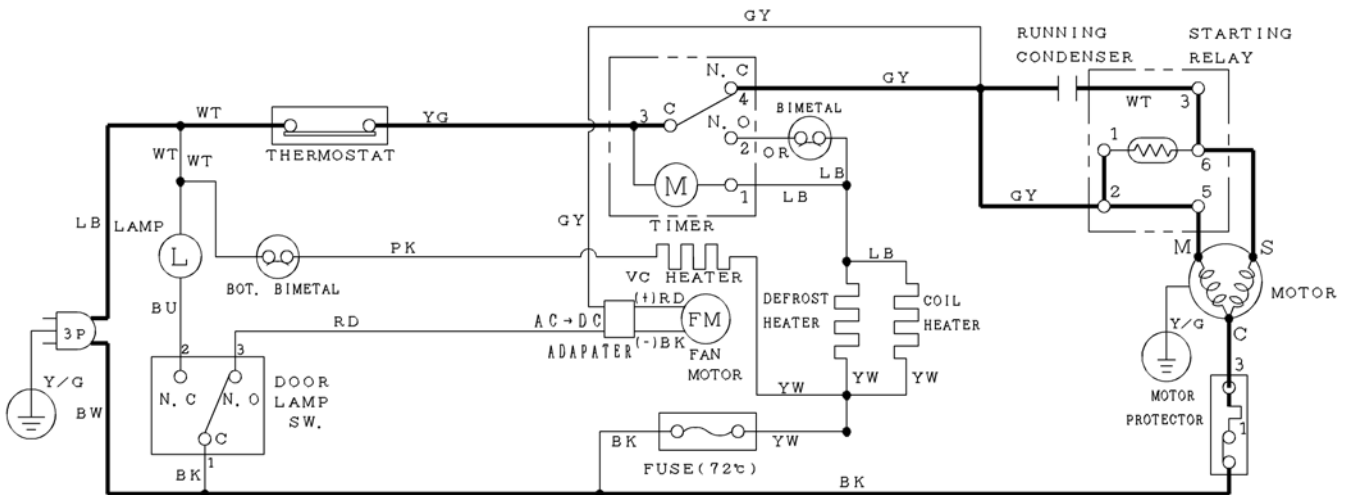 GY
RUNNING CONDENSER
STARTING RELAY
N.C
4
GY
WT
3
WT
YG
3
C
N.O
2
OR
BIMETAL
THERMOSTAT
1
6
WT
WT
M
1
LB
LB
GY
2
5
TIMER
LB
LAMP
L
GY
M
S
PK
LB
BOT. BIMETAL
VC HEATER
MOTOR
BU
(+)RD
DEFROST HEATER
COIL HEATER
3P
RD
AC→DC
ADAPATER
FM
(-)BK
FAN MOTOR
Y/G
C
2
3
Y/G
N.C
N.O
DOOR LAMP SW.
YW
YW
YW
3
BW
MOTOR PROTECTOR
C
1
BK
YW
1
BK
FUSE(72℃)
BK